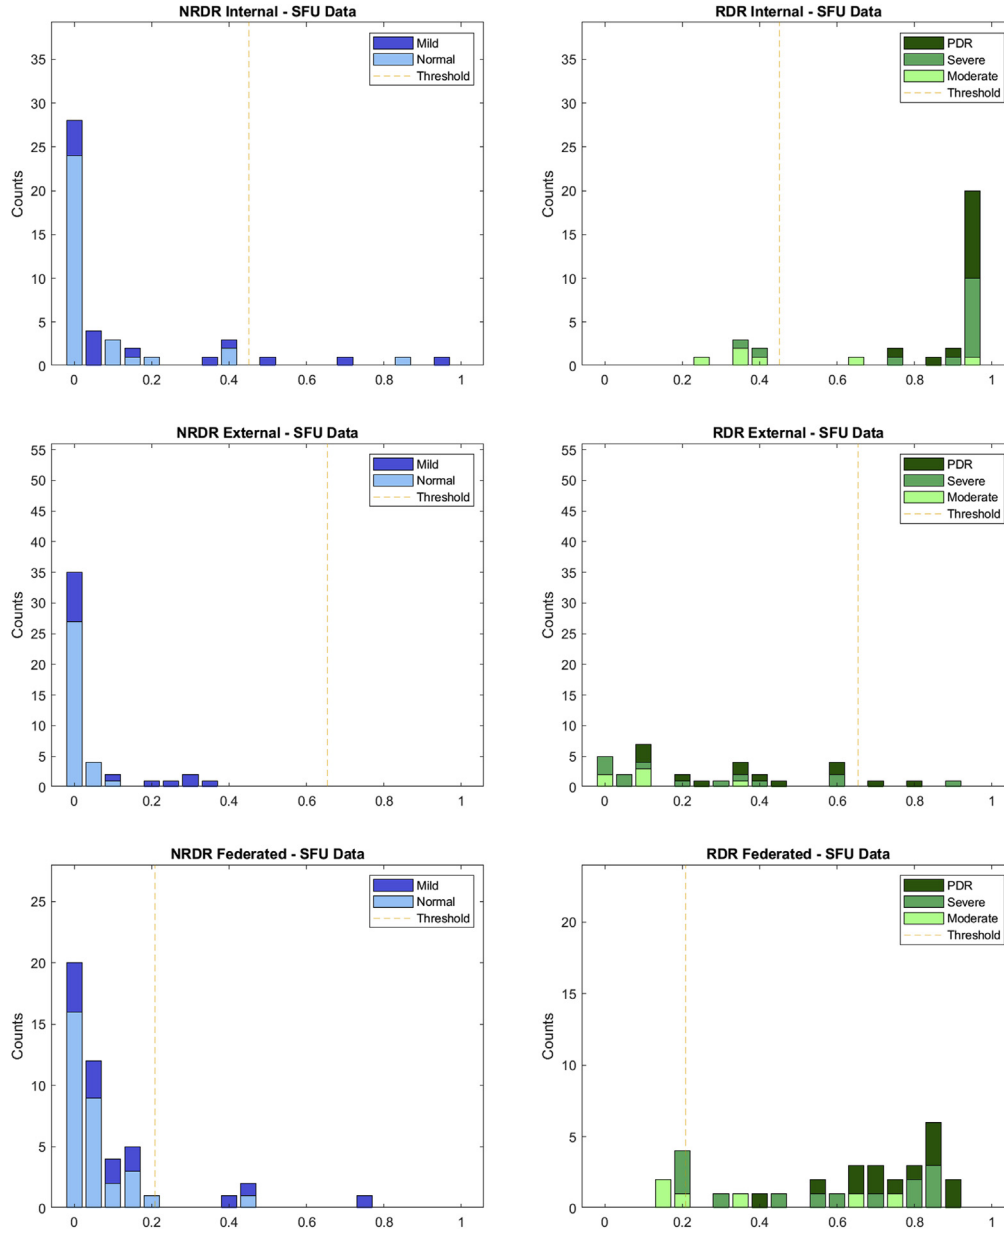 NRDR Internal - SFU Data
Counts
35
30
25
20
15
10
5
0
0 0.2 0.4 0.6 0.8 1
Mild
Normal
Threshold
RDR Internal - SFU Data
Counts
35
30
25
20
15
10
5
0
0 0.2 0.4 0.6 0.8 1
PDR
Severe
Moderate
Threshold
NRDR External - SFU Data
Counts
55
50
45
40
35
30
25
20
15
10
5
0
0 0.2 0.4 0.6 0.8 1
Mild
Normal
Threshold
RDR External - SFU Data
Counts
55
50
45
40
35
30
25
20
15
10
5
0
0 0.2 0.4 0.6 0.8 1
PDR
Severe
Moderate
Threshold
NRDR Federated - SFU Data
Counts
25
20
15
10
5
0
0 0.2 0.4 0.6 0.8 1
Mild
Normal
Threshold
RDR Federated - SFU Data
Counts
20
15
10
5
0
0 0.2 0.4 0.6 0.8 1
PDR
Severe
Moderate
Threshold